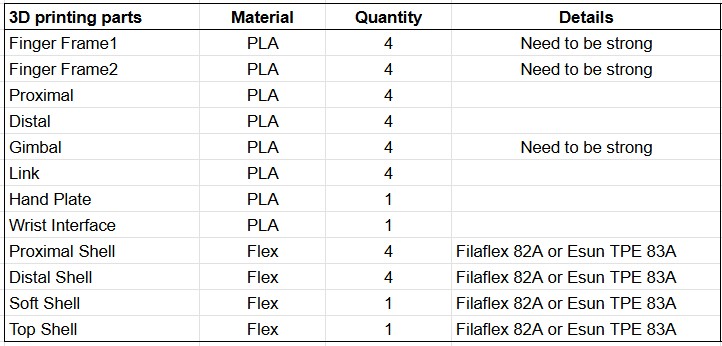 3D printing parts Material Quantity Details
Finger Frame1 PLA 4 Need to be strong
Finger Frame2 PLA 4 Need to be strong
Proximal PLA 4
Distal PLA 4
Gimbal PLA 4 Need to be strong
Link PLA 4
Hand Plate PLA 1
Wrist Interface PLA 1
Proximal Shell Flex 4 Filaflex 82A or Esun TPE 83A
Distal Shell Flex 4 Filaflex 82A or Esun TPE 83A
Soft Shell Flex 1 Filaflex 82A or Esun TPE 83A
Top Shell Flex 1 Filaflex 82A or Esun TPE 83A